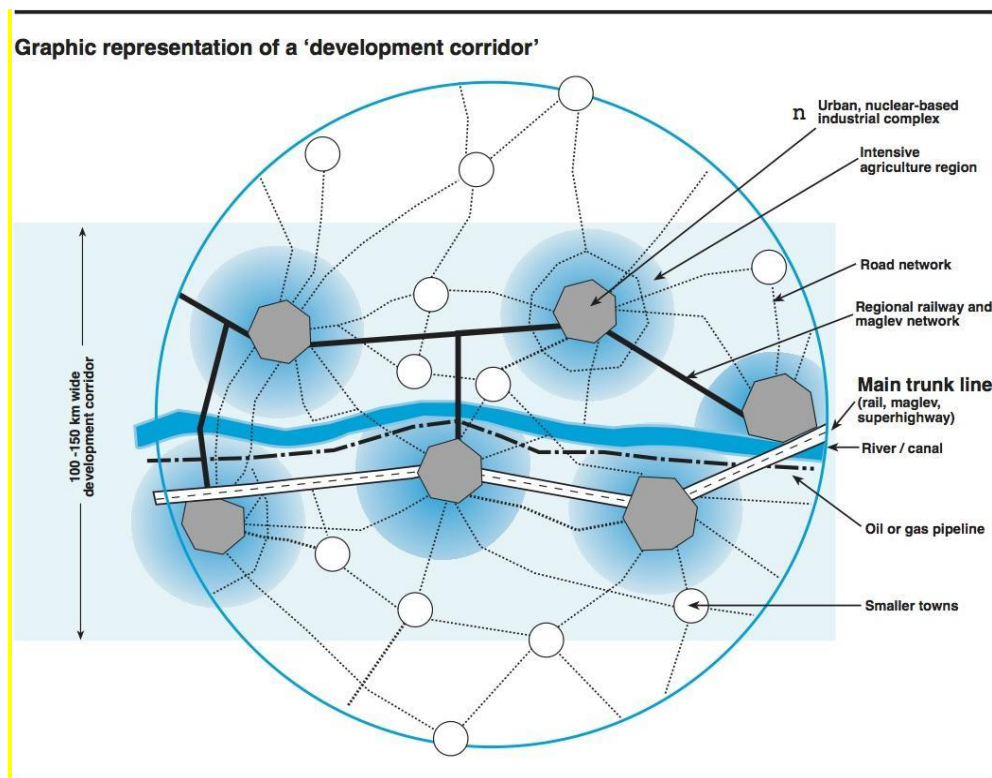 Graphic representation of a ‘development corridor’
n Urban, nuclear-based
industrial complex
Intensive
agriculture region
Road network
Regional railway and
maglev network
Main trunk line
(rail, maglev,
superhighway)
River / canal
Oil or gas pipeline
Smaller towns
100 -150 km wide
development corridor